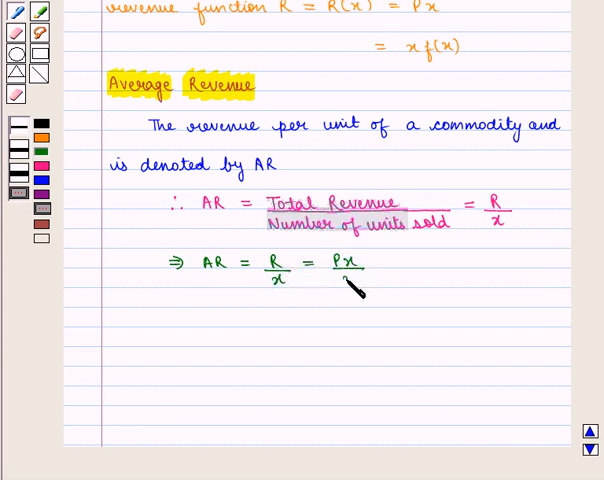 revenue function R = R(x) = Px
= x f(x)
Average Revenue
The revenue per unit of a commodity and
is denoted by AR
∴ AR = Total Revenue / Number of units sold = R/x
⇒ AR = R/x = Px/